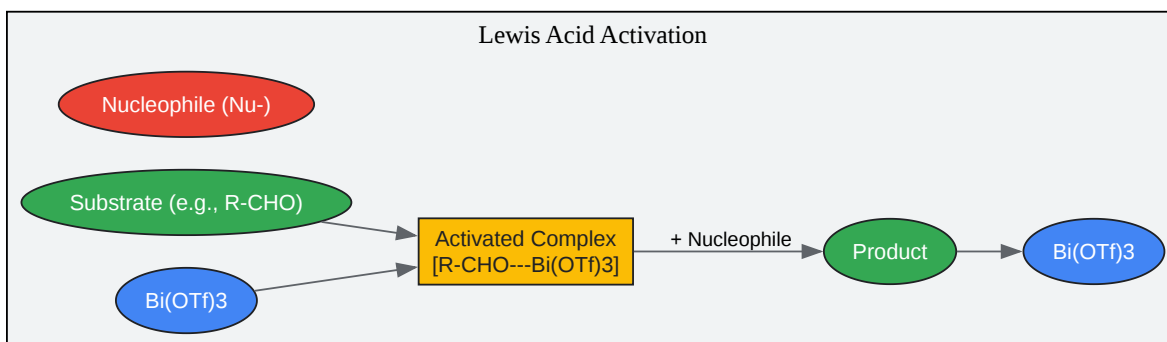 Lewis Acid Activation
Nucleophile (Nu-)
Substrate (e.g., R-CHO)
Bi(OTf)3
Activated Complex
[R-CHO---Bi(OTf)3]
+ Nucleophile
Product
Bi(OTf)3